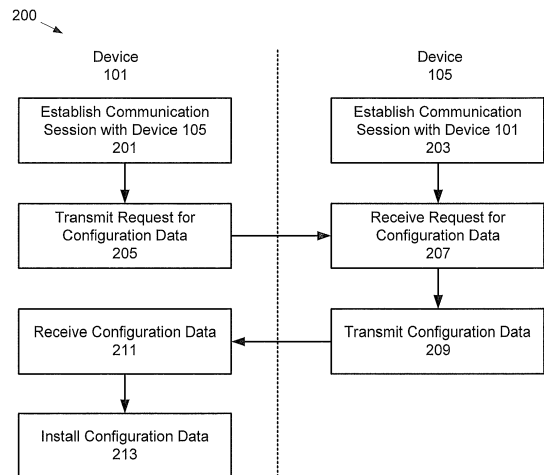 200
Device
101
Device
105
Establish Communication
Session with Device 105
201
Establish Communication
Session with Device 101
203
Transmit Request for
Configuration Data
205
Receive Request for
Configuration Data
207
Receive Configuration Data
211
Transmit Configuration Data
209
Install Configuration Data
213